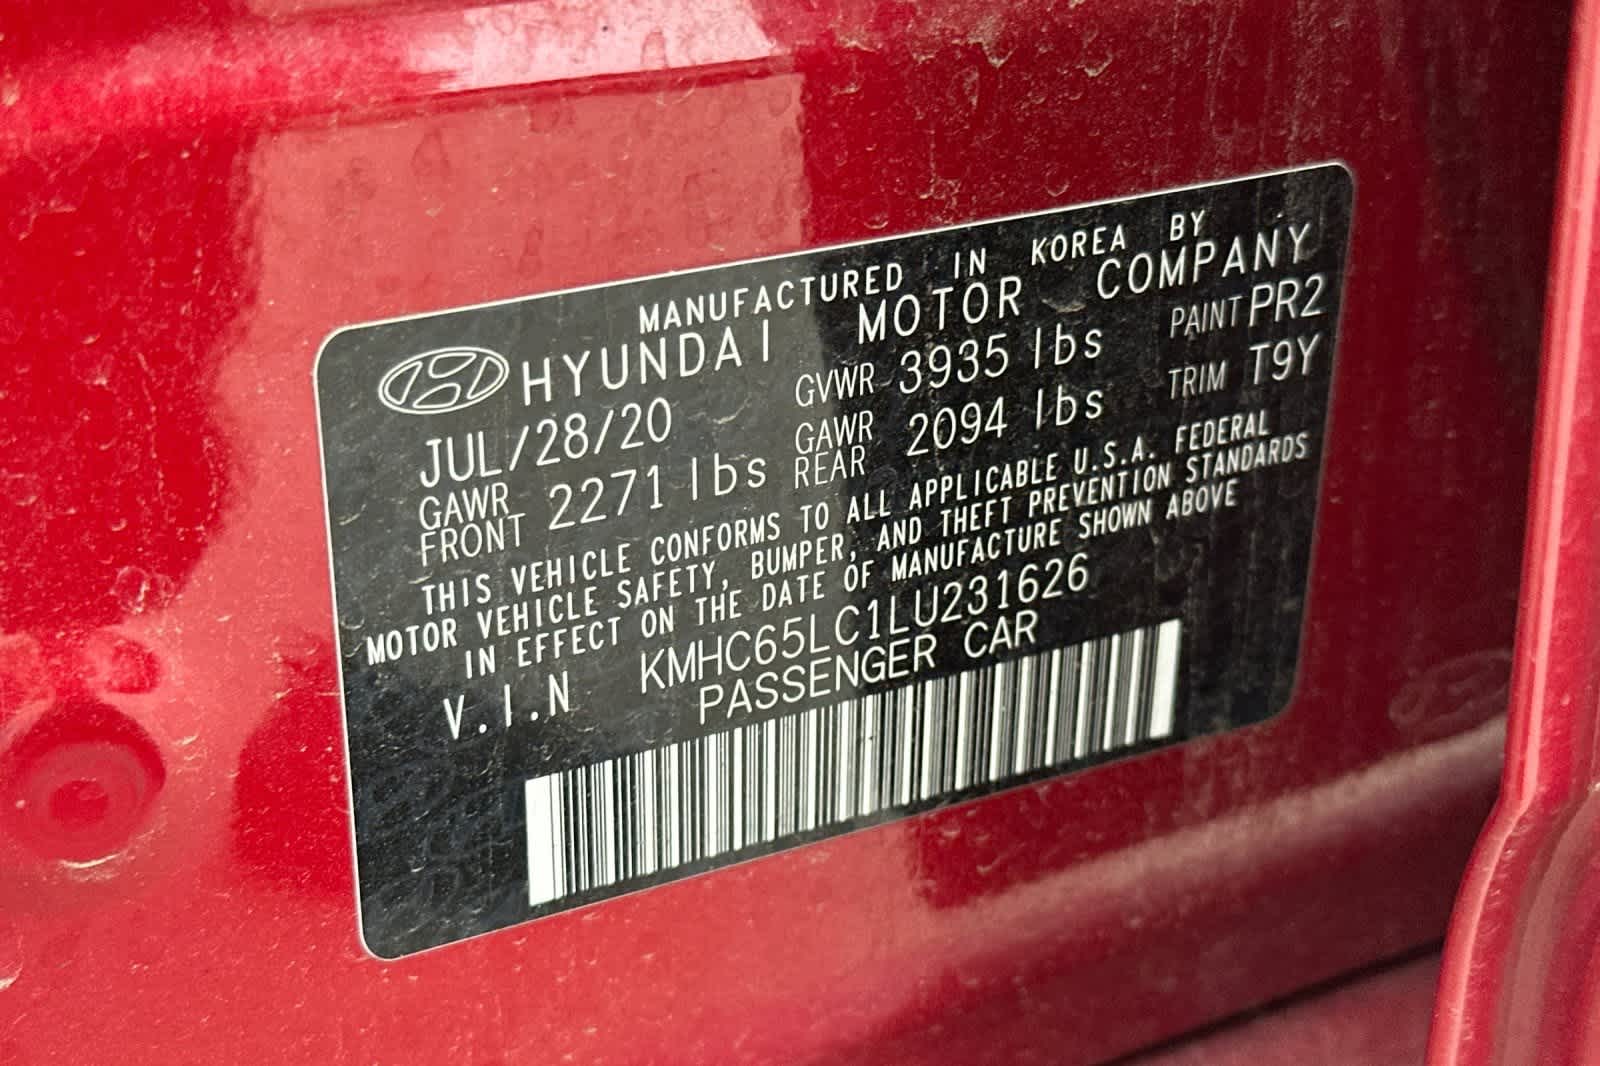 MANUFACTURED IN KOREA BY
HYUNDAI MOTOR COMPANY
JUL/28/20 GVWR 3935 lbs PAINT PR2
GAWR FRONT 2271 lbs GAWR REAR 2094 lbs TRIM T9Y
THIS VEHICLE CONFORMS TO ALL APPLICABLE U.S.A. FEDERAL
MOTOR VEHICLE SAFETY, BUMPER, AND THEFT PREVENTION STANDARDS
IN EFFECT ON THE DATE OF MANUFACTURE SHOWN ABOVE
V.I.N KMHC65LC1LU231626
PASSENGER CAR